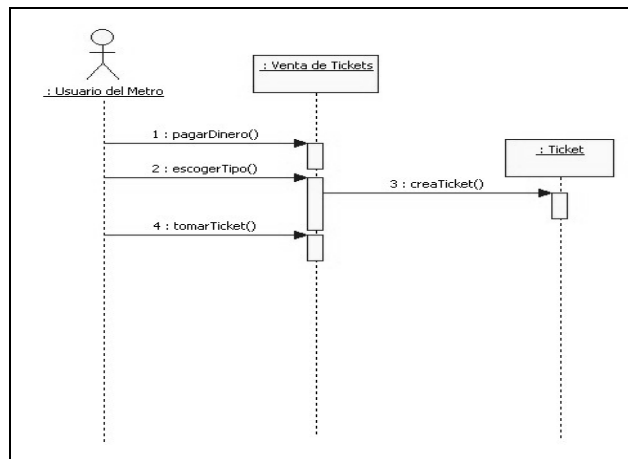 : Usuario del Metro
: Venta de Tickets
1 : pagarDinero()
: Ticket
2 : escogerTipo()
3 : creaTicket()
4 : tomarTicket()